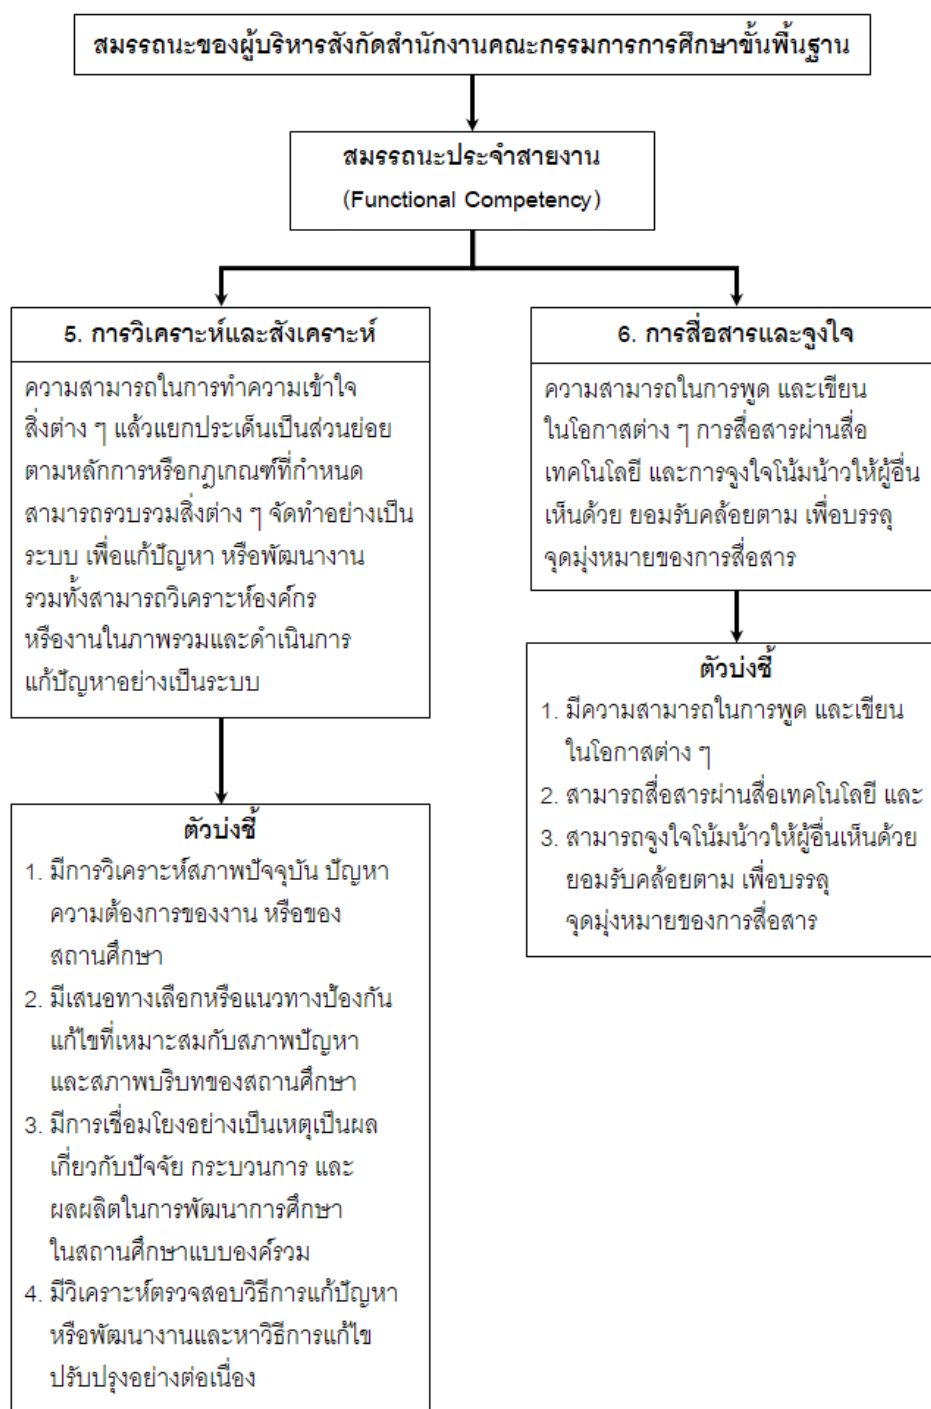 สมรรถนะของผู้บริหารสังกัดสำนักงานคณะกรรมการการศึกษาขั้นพื้นฐาน
สมรรถนะประจำสายงาน
(Functional Competency)
5. การวิเคราะห์และสังเคราะห์
ความสามารถในการทำความเข้าใจ
สิ่งต่าง ๆ แล้วแยกประเด็นเป็นส่วนย่อย
ตามหลักการหรือกฎเกณฑ์ที่กำหนด
สามารถรวบรวมสิ่งต่าง ๆ จัดทำอย่างเป็น
ระบบ เพื่อแก้ปัญหา หรือพัฒนางาน
รวมทั้งสามารถวิเคราะห์องค์กร
หรืองานในภาพรวมและดำเนินการ
แก้ปัญหาอย่างเป็นระบบ
ตัวบ่งชี้
1. มีการวิเคราะห์สภาพปัจจุบัน ปัญหา
ความต้องการของงาน หรือของ
สถานศึกษา
2. มีเสนอทางเลือกหรือแนวทางป้องกัน
แก้ไขที่เหมาะสมกับสภาพปัญหา
และสภาพบริบทของสถานศึกษา
3. มีการเชื่อมโยงอย่างเป็นเหตุเป็นผล
เกี่ยวกับปัจจัย กระบวนการ และ
ผลผลิตในการพัฒนาการศึกษา
ในสถานศึกษาแบบองค์รวม
4. มีวิเคราะห์ตรวจสอบวิธีการแก้ปัญหา
หรือพัฒนางานและหาวิธีการแก้ไข
ปรับปรุงอย่างต่อเนื่อง
6. การสื่อสารและจูงใจ
ความสามารถในการพูด และเขียน
ในโอกาสต่าง ๆ การสื่อสารผ่านสื่อ
เทคโนโลยี และการจูงใจโน้มน้าวให้ผู้อื่น
เห็นด้วย ยอมรับคล้อยตาม เพื่อบรรลุ
จุดมุ่งหมายของการสื่อสาร
ตัวบ่งชี้
1. มีความสามารถในการพูด และเขียน
ในโอกาสต่าง ๆ
2. สามารถสื่อสารผ่านสื่อเทคโนโลยี และ
3. สามารถจูงใจโน้มน้าวให้ผู้อื่นเห็นด้วย
ยอมรับคล้อยตาม เพื่อบรรลุ
จุดมุ่งหมายของการสื่อสาร